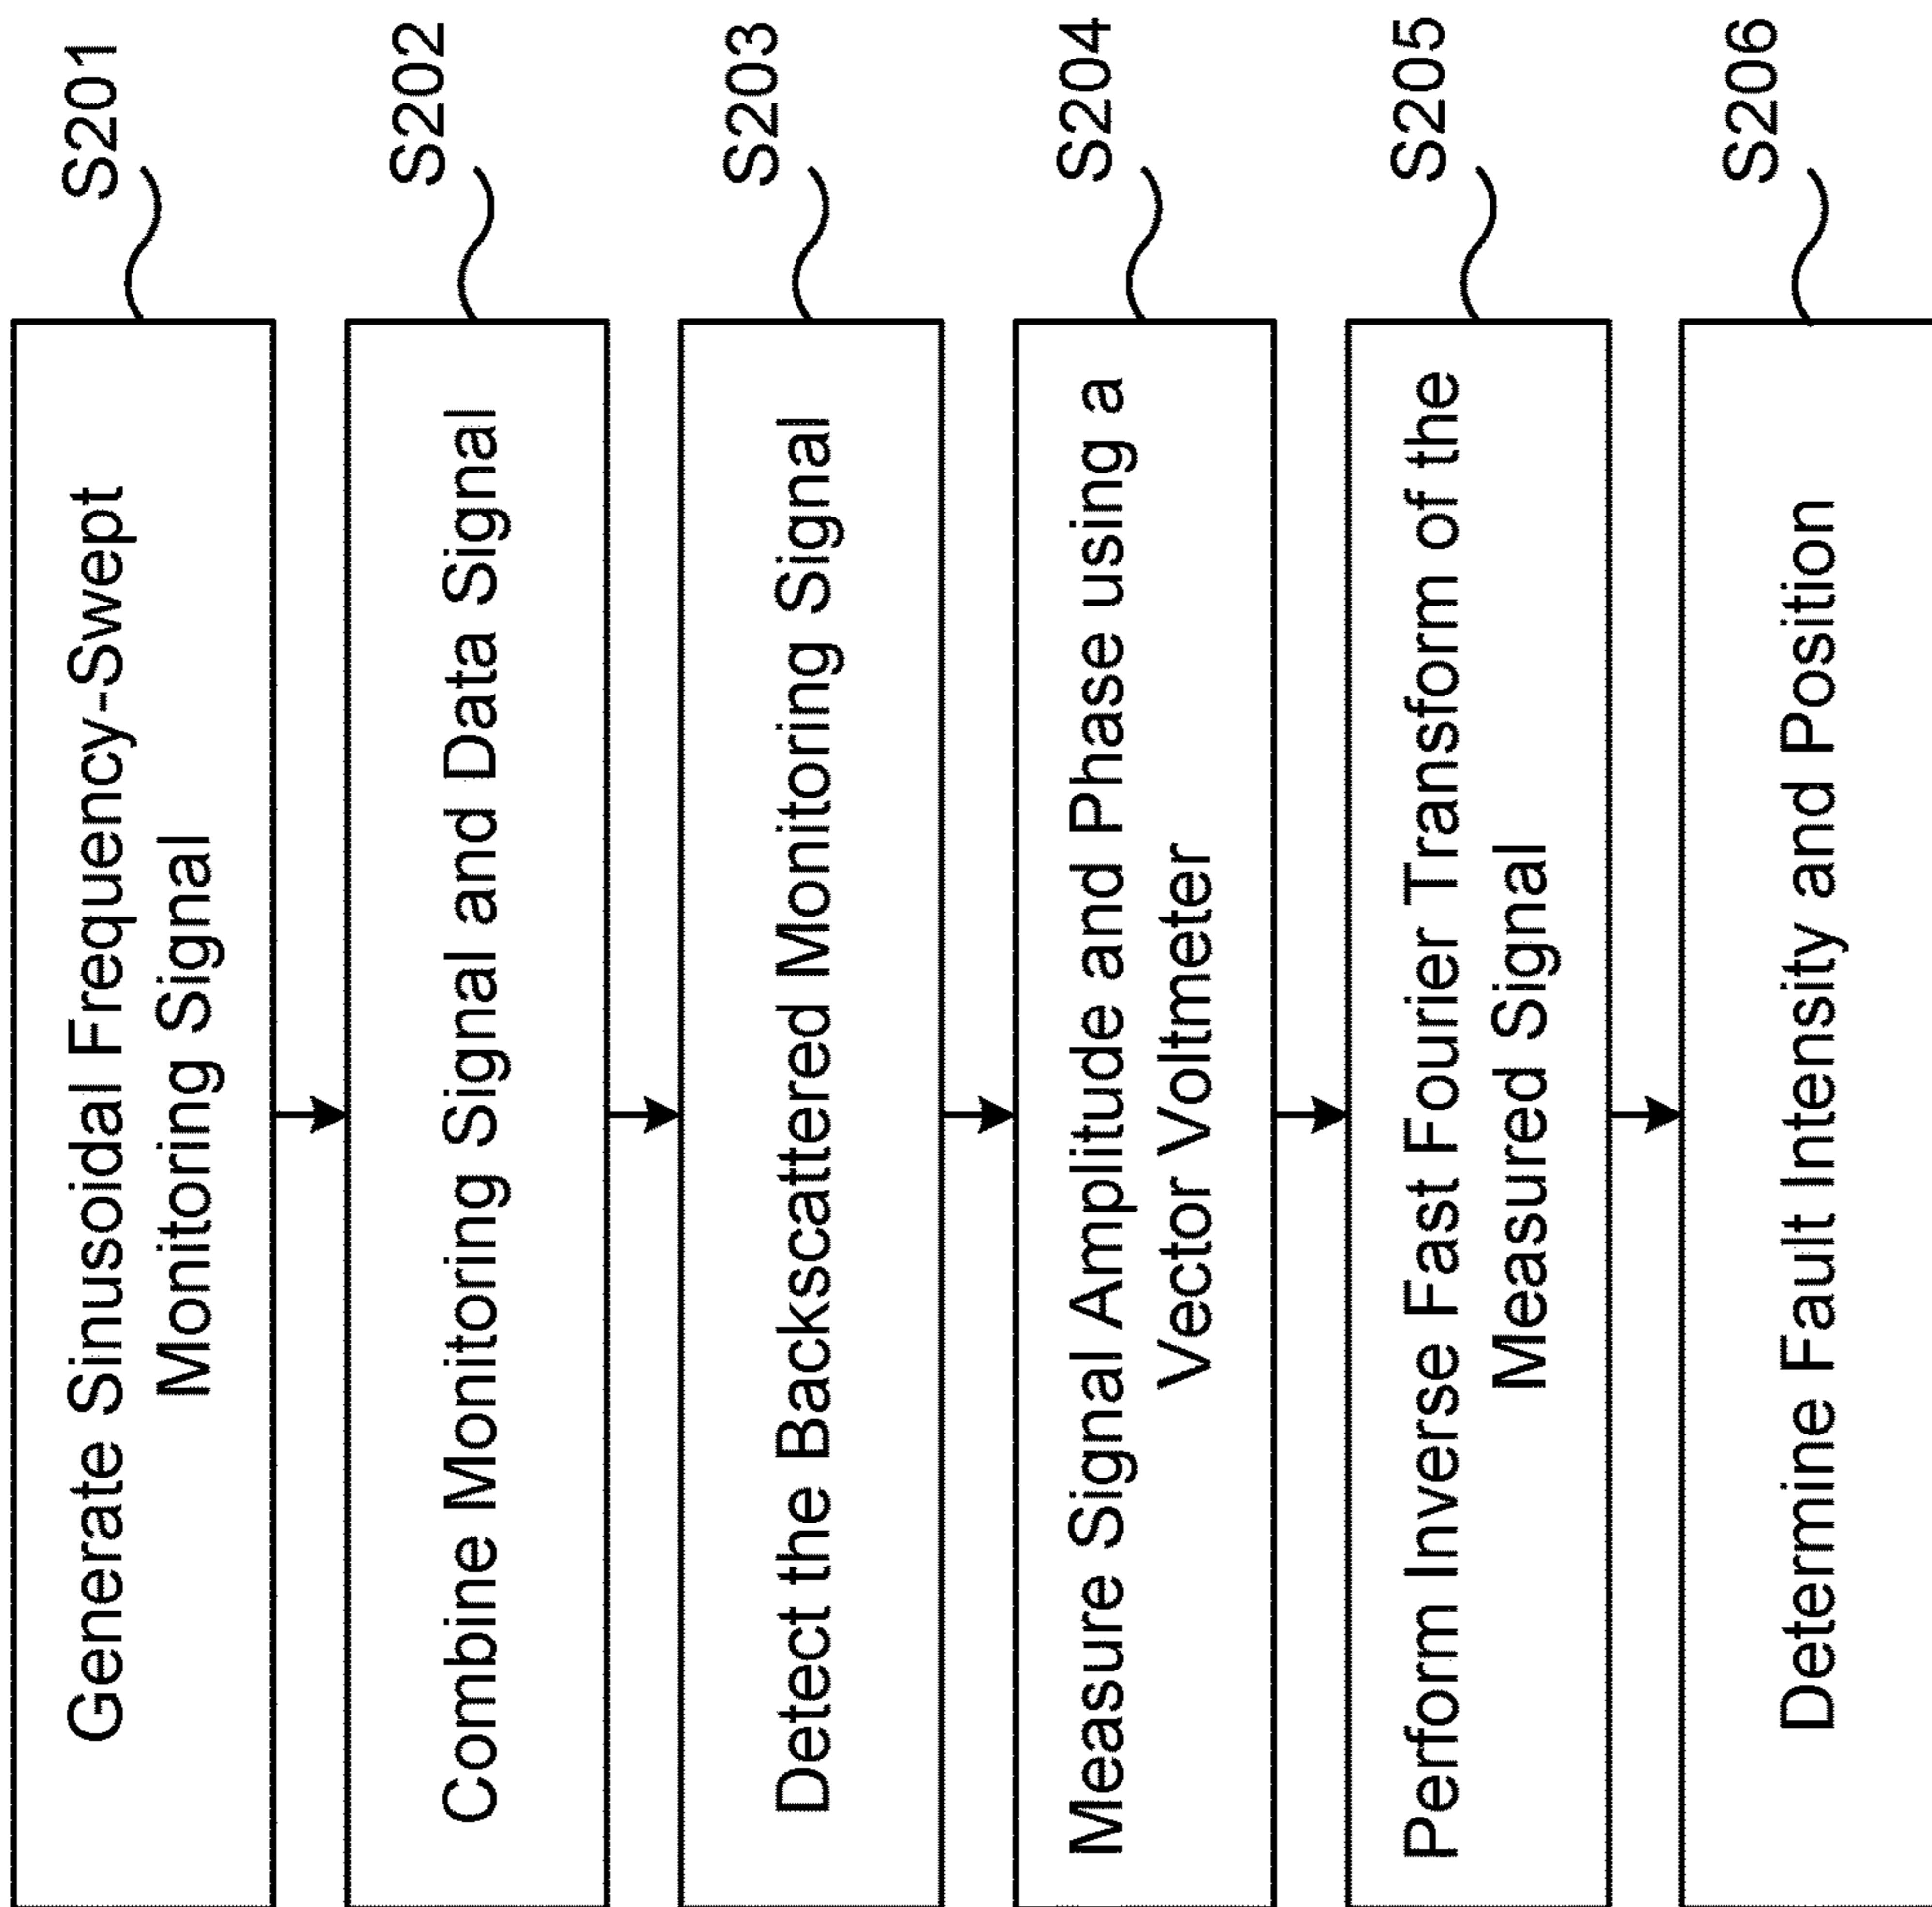 Generate Sinusoidal Frequency-Swept
Monitoring Signal
S201
Combine Monitoring Signal and Data Signal
S202
Detect the Backscattered Monitoring Signal
S203
Measure Signal Amplitude and Phase using a
Vector Voltmeter
S204
Perform Inverse Fast Fourier Transform of the
Measured Signal
S205
Determine Fault Intensity and Position
S206